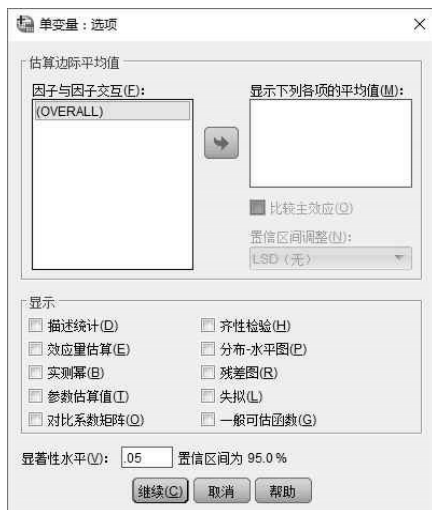 单变量：选项
估算边际平均值
因子与因子交互(F)：
(OVERALL)
显示下列各项的平均值(M)：
比较主效应(O)
置信区间调整(N)：
LSD（无）
显示
描述统计(D)
齐性检验(H)
效应量估算(E)
分布-水平图(P)
实测幂(B)
残差图(R)
参数估算值(T)
失拟(L)
对比系数矩阵(O)
一般可估函数(G)
显著性水平(V)： .05 置信区间为 95.0 %
继续(C) 取消 帮助